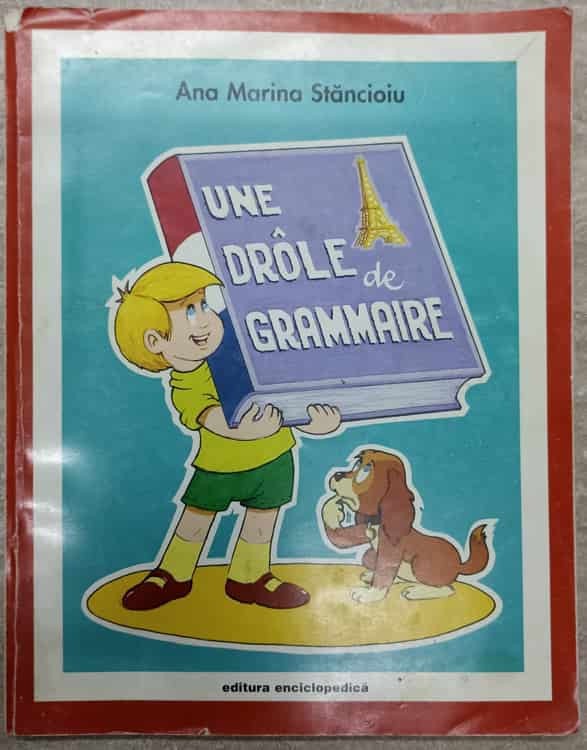 Ana Marina Stăncioiu
UNE
DRÔLE de
GRAMMAIRE
editura enciclopedică